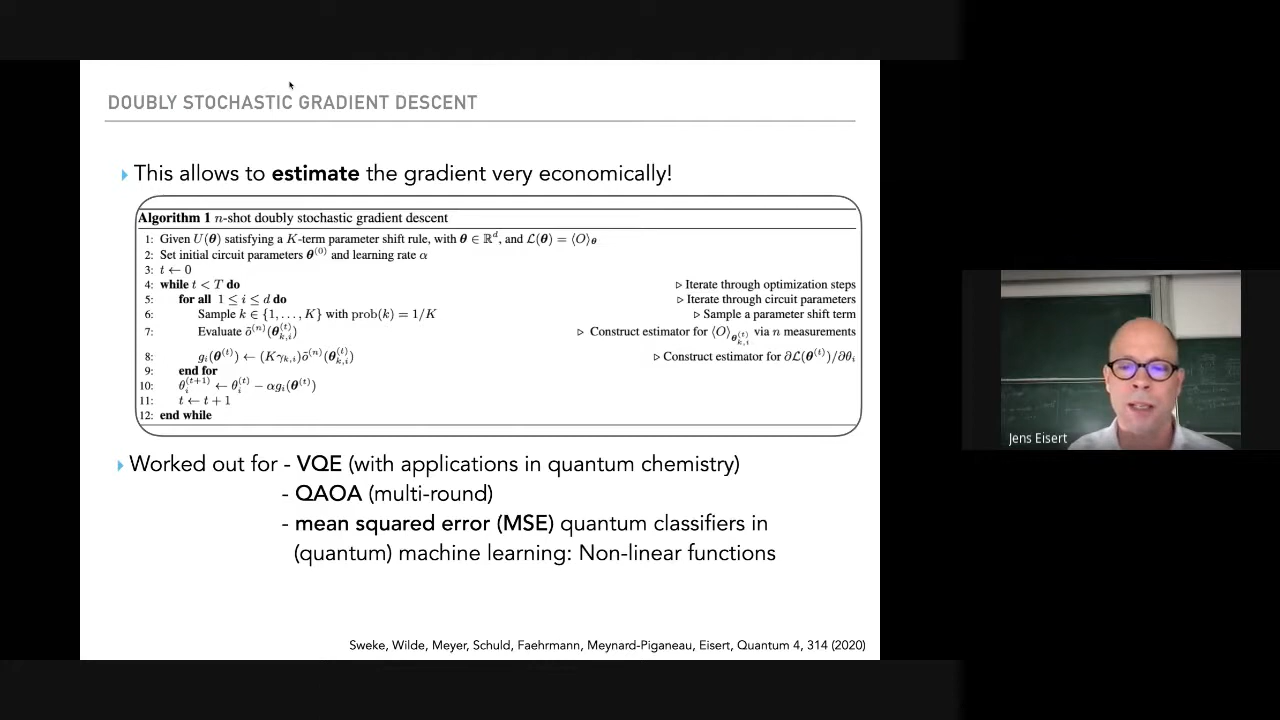 DOUBLY STOCHASTIC GRADIENT DESCENT
This allows to estimate the gradient very economically!
Algorithm 1 n-shot doubly stochastic gradient descent
1: Given U(θ) satisfying a K-term parameter shift rule, with θ ∈ ℝ^d, and ℒ(θ) = ⟨O⟩_θ
2: Set initial circuit parameters θ^(0) and learning rate α
3: t ← 0
4: while t < T do ▷ Iterate through optimization steps
5: for all 1 ≤ i ≤ d do ▷ Iterate through circuit parameters
6: Sample k ∈ {1, . . . , K} with prob(k) = 1/K ▷ Sample a parameter shift term
7: Evaluate õ^(n)(θ_{k,i}^(t)) ▷ Construct estimator for ⟨O⟩_{θ_{k,i}^(t)} via n measurements
8: g_i(θ^(t)) ← (Kγ_{k,i})õ^(n)(θ_{k,i}^(t)) ▷ Construct estimator for ∂ℒ(θ^(t))/∂θ_i
9: end for
10: θ_i^(t+1) ← θ_i^(t) − αg_i(θ^(t))
11: t ← t + 1
12: end while
Worked out for - VQE (with applications in quantum chemistry)
- QAOA (multi-round)
- mean squared error (MSE) quantum classifiers in
(quantum) machine learning: Non-linear functions
Sweke, Wilde, Meyer, Schuld, Faehrmann, Meynard-Piganeau, Eisert, Quantum 4, 314 (2020)
Jens Eisert